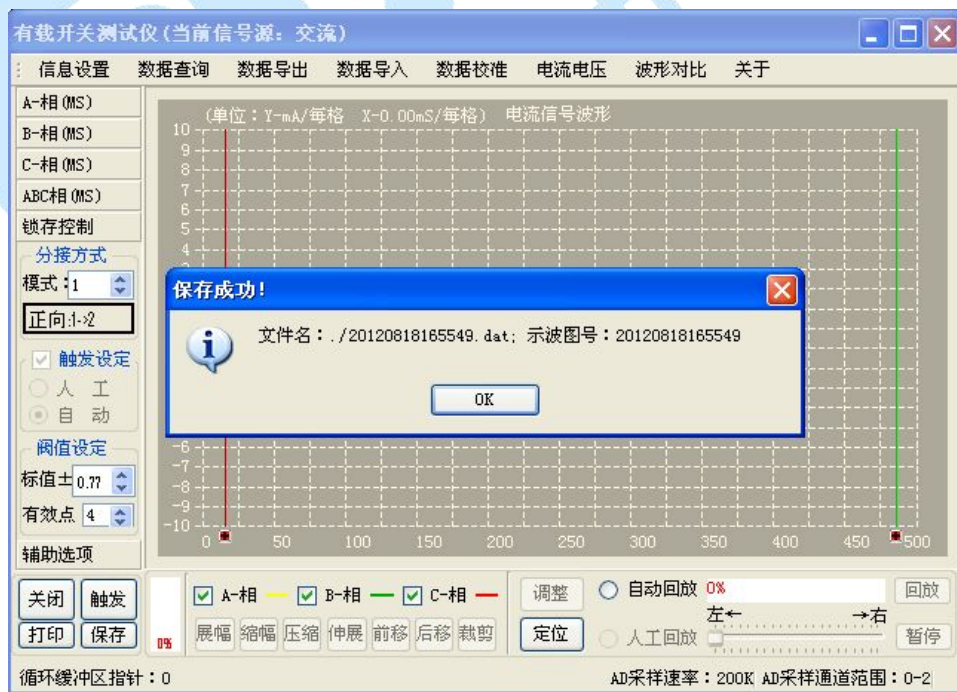 有载开关测试仪(当前信号源：交流)
信息设置 数据查询 数据导出 数据导入 数据校准 电流电压 波形对比 关于
A-相(MS)
B-相(MS)
C-相(MS)
ABC相(MS)
锁存控制
分接方式
模式：1
正向:1->2
触发设定
人 工
自 动
阀值设定
标值±0.77
有效点 4
辅助选项
(单位：Y-mA/每格 X-0.00mS/每格) 电流信号波形
10
9
8
7
6
5
4
保存成功!
文件名：./20120818165549.dat; 示波图号：20120818165549
OK
-6
-7
-8
-9
-10
0 50 100 150 200 250 300 350 400 450 500
关闭 触发
打印 保存
0%
A-相 B-相 C-相
展幅 缩幅 压缩 伸展 前移 后移 裁剪
调整
定位
自动回放 0% 回放
左← →右
人工回放 暂停
循环缓冲区指针：0
AD采样速率：200K AD采样通道范围：0-2